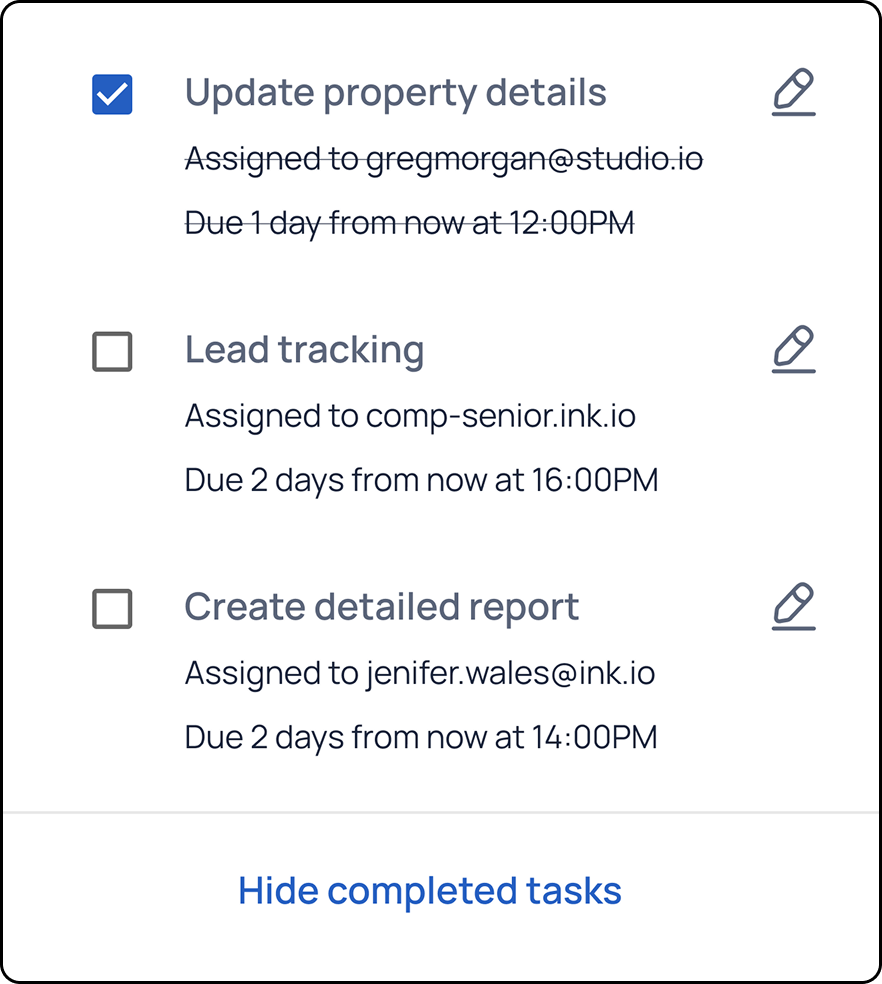 Update property details
Assigned to gregmorgan@studio.io
Due 1 day from now at 12:00PM
Lead tracking
Assigned to comp-senior.ink.io
Due 2 days from now at 16:00PM
Create detailed report
Assigned to jenifer.wales@ink.io
Due 2 days from now at 14:00PM
Hide completed tasks